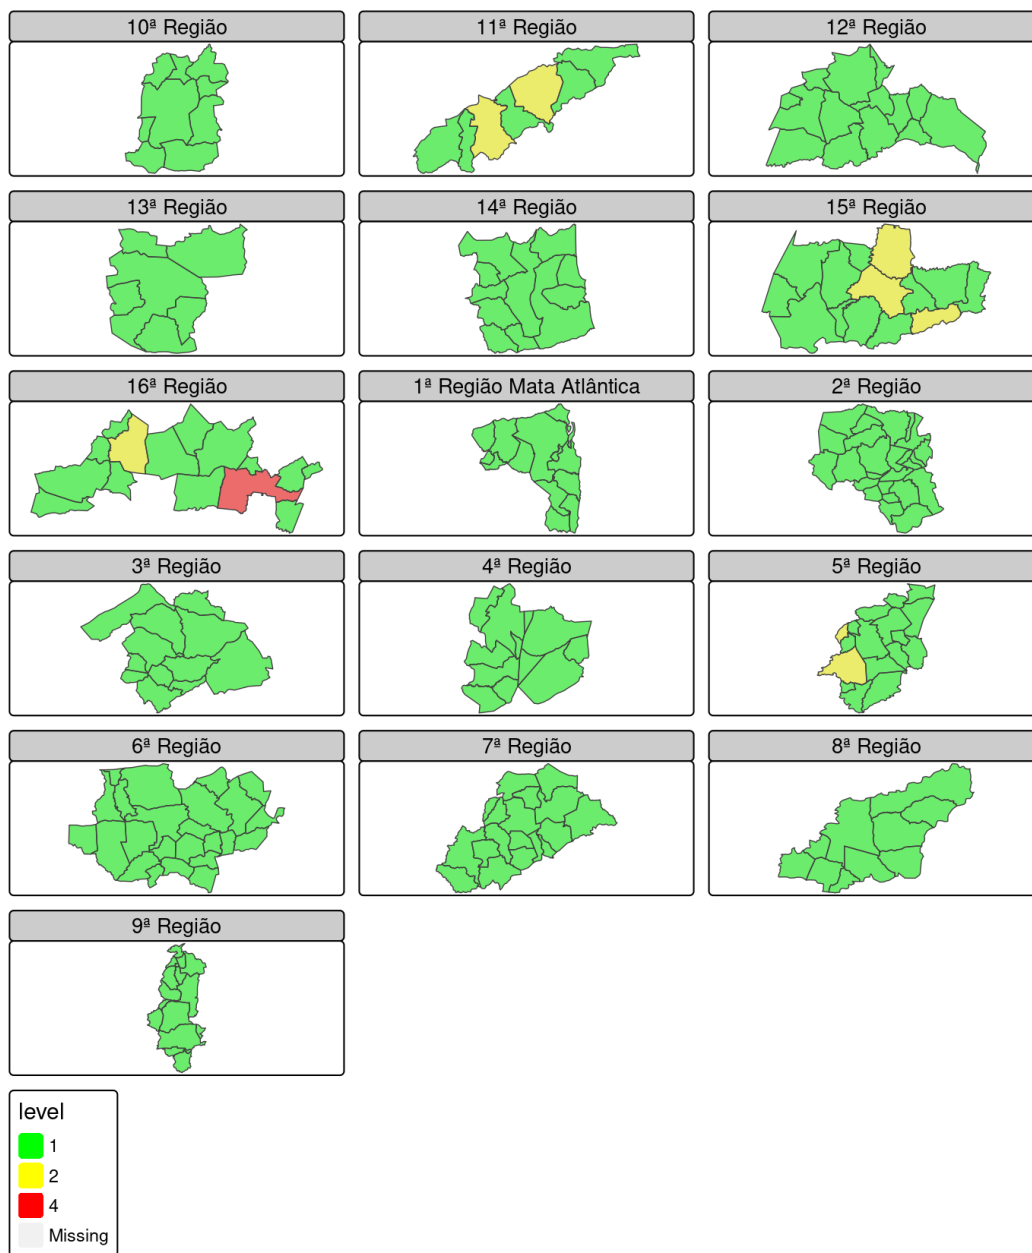 10ª Região
11ª Região
12ª Região
13ª Região
14ª Região
15ª Região
16ª Região
1ª Região Mata Atlântica
2ª Região
3ª Região
4ª Região
5ª Região
6ª Região
7ª Região
8ª Região
9ª Região
level
1
2
4
Missing